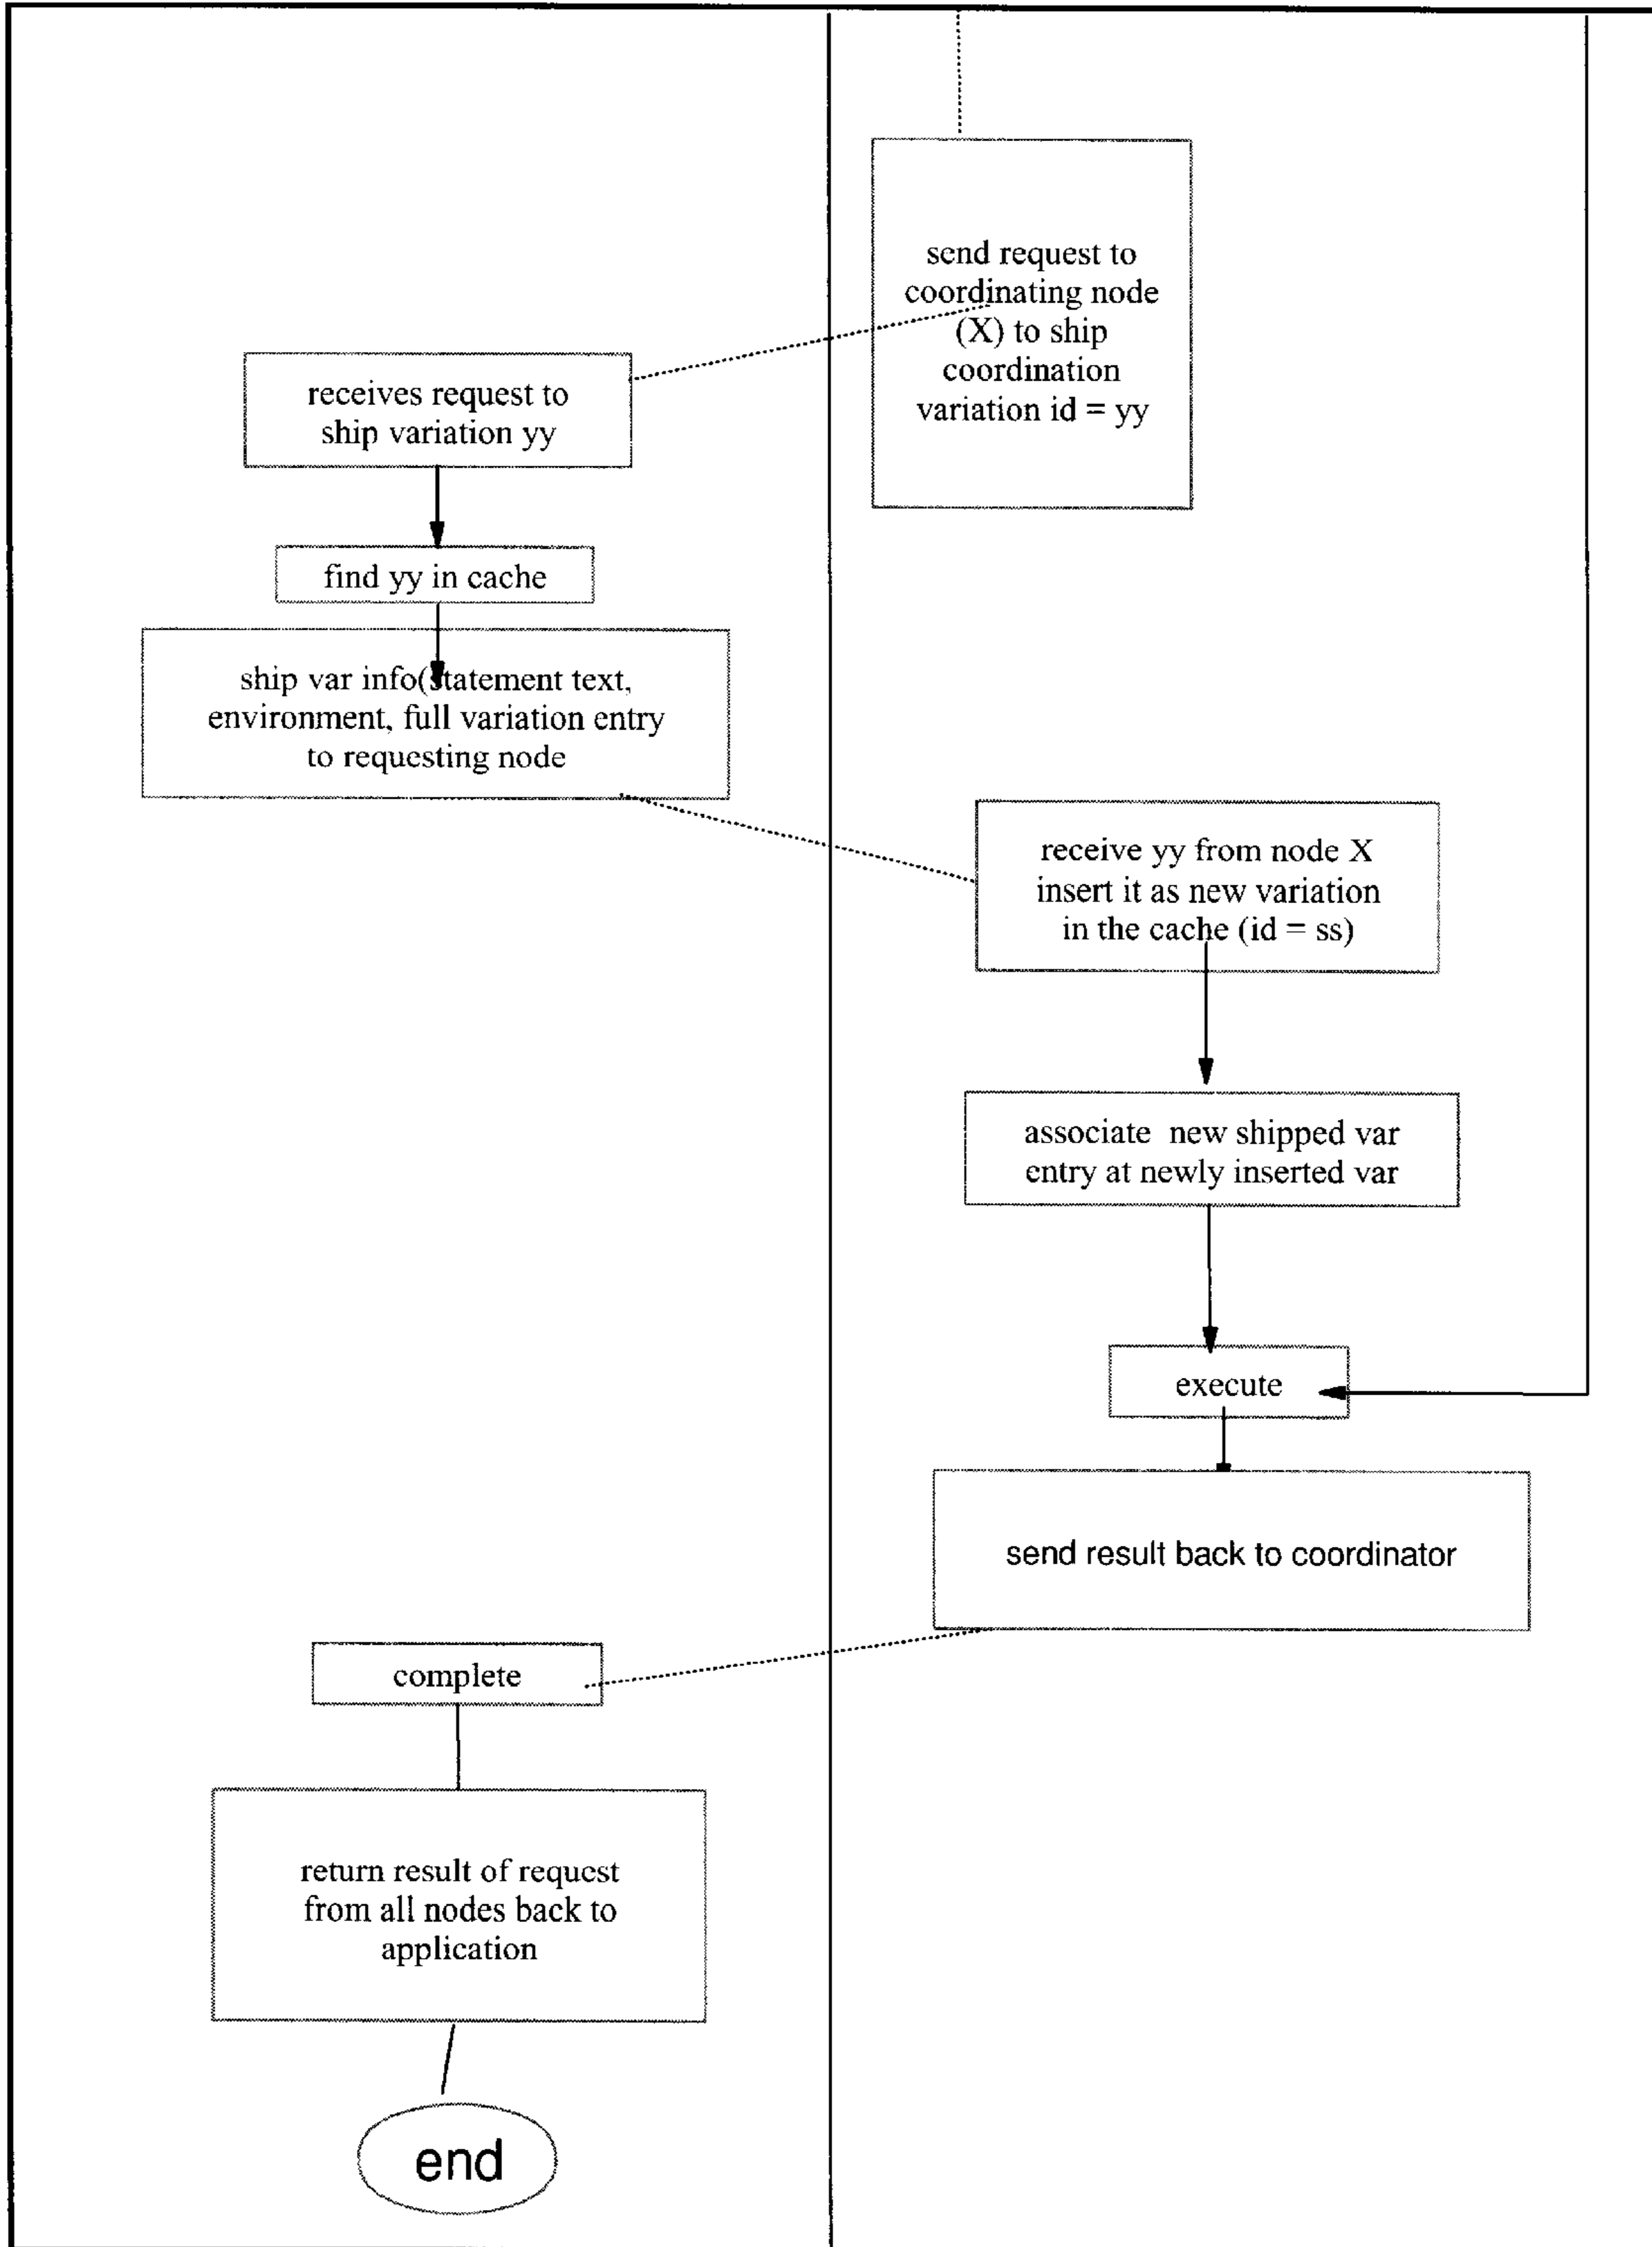 send request to
coordinating node
(X) to ship
coordination
variation id = yy
receives request to
ship variation yy
find yy in cache
ship var info(statement text,
environment, full variation entry
to requesting node
receive yy from node X
insert it as new variation
in the cache (id = ss)
associate new shipped var
entry at newly inserted var
execute
send result back to coordinator
complete
return result of request
from all nodes back to
application
end